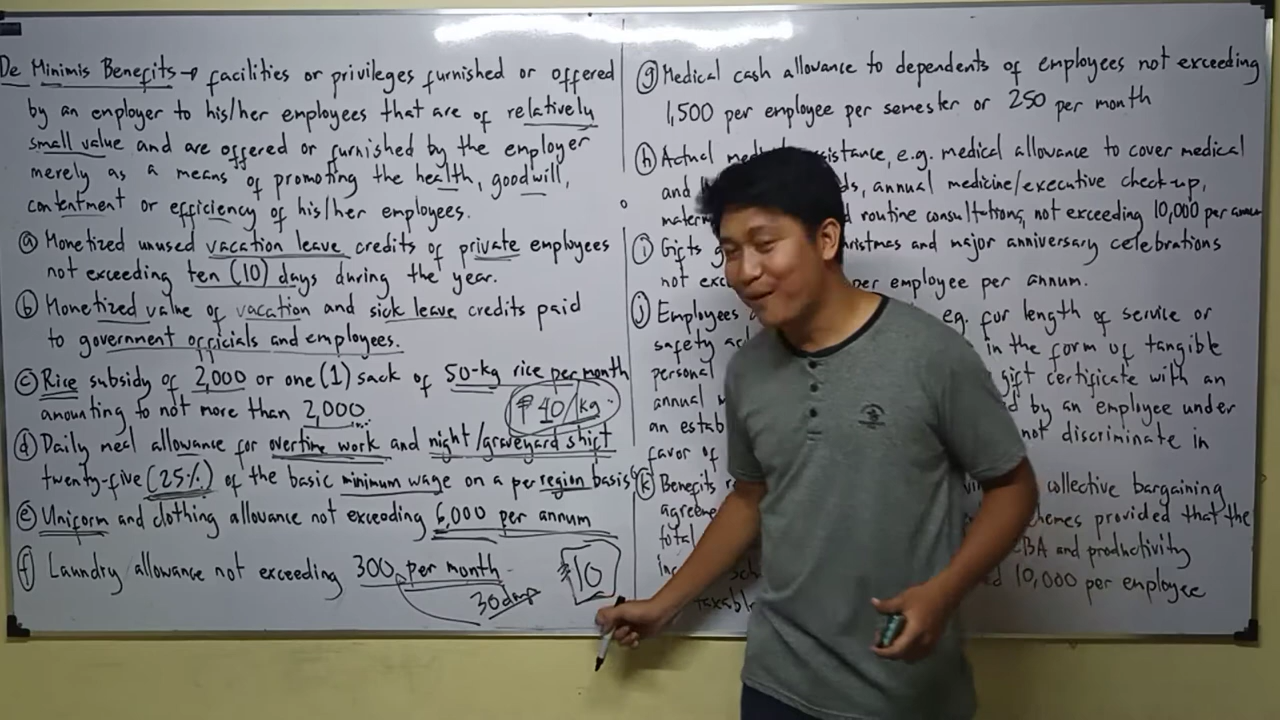 De Minimis Benefits → facilities or privileges furnished or offered
by an employer to his/her employees that are of relatively
small value and are offered or furnished by the employer
merely as a means of promoting the health, goodwill,
contentment or efficiency of his/her employees.
ⓐ Monetized unused vacation leave credits of private employees
not exceeding ten (10) days during the year.
ⓑ Monetized value of vacation and sick leave credits paid
to government officials and employees.
ⓒ Rice subsidy of 2,000 or one (1) sack of 50-kg rice per month
amounting to not more than 2,000.
₱40/kg.
ⓓ Daily meal allowance for overtime work and night/graveyard shift
twenty-five (25%) of the basic minimum wage on a per region basis
ⓔ Uniform and clothing allowance not exceeding 6,000 per annum
ⓕ Laundry allowance not exceeding 300 per month
30 days
₱10
ⓖ Medical cash allowance to dependents of employees not exceeding
1,500 per employee per semester or 250 per month
ⓗ Actual assistance, e.g. medical allowance to cover medical
and annual medicine/executive check-up,
routine consultations, not exceeding 10,000 per annum
ⓘ Gifts Christmas and major anniversary celebrations
not per employee per annum.
ⓙ Employees e.g. for length of service or
safety in the form of tangible
personal gift certificate with an
annual by an employee under
an not discriminate in
favor of
ⓚ Benefits collective bargaining
provided that the
total CBA and productivity
10,000 per employee